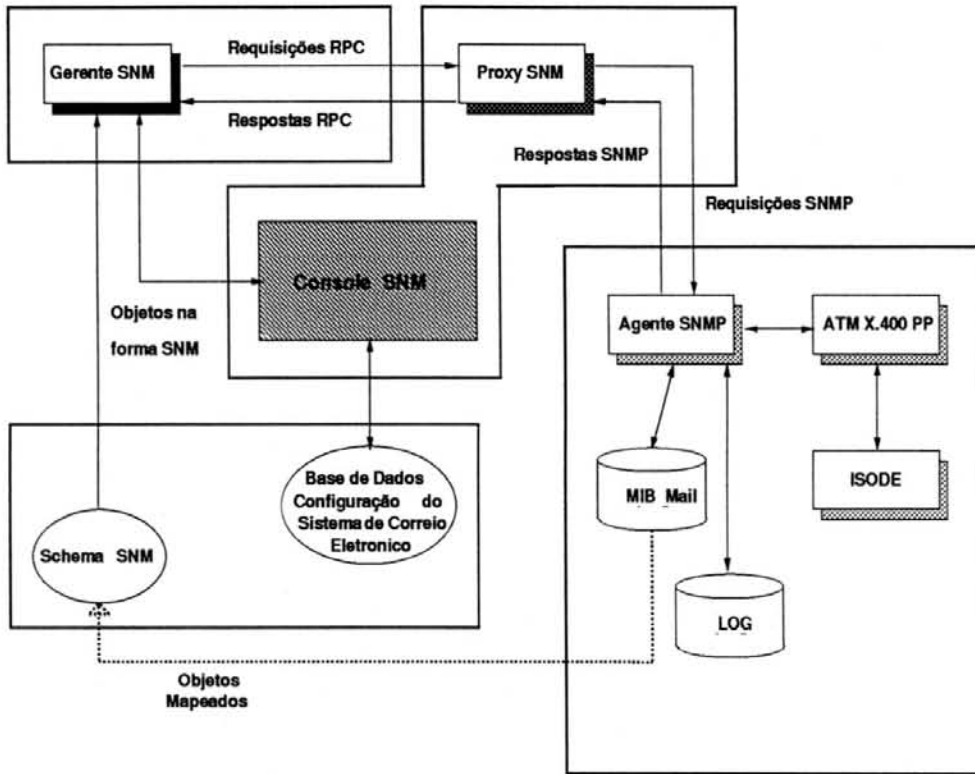 Requisições RPC
Gerente SNM
Proxy SNM
Respostas RPC
Respostas SNMP
Requisições SNMP
Console SNM
Objetos na
forma SNM
Agente SNMP
ATM X.400 PP
Base de Dados
Configuração do
Sistema de Correio
Eletronico
MIB Mail
ISODE
Schema SNM
LOG
Objetos
Mapeados